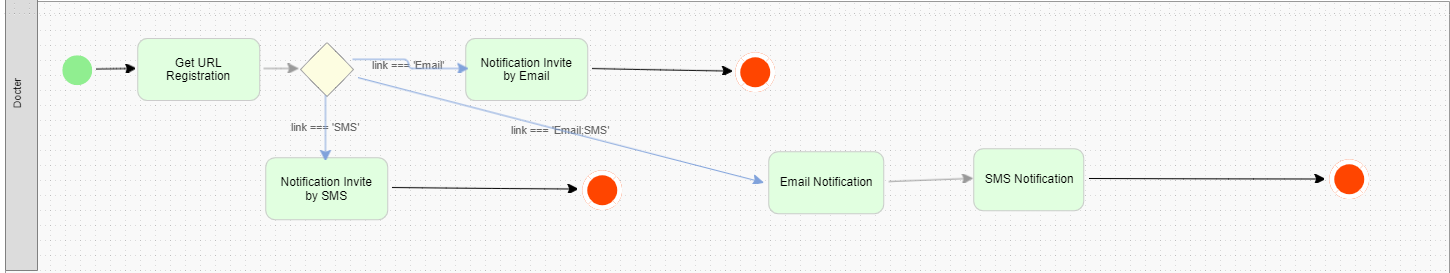 Docter
Get URL
Registration
link === 'Email'
Notification Invite
by Email
link === 'SMS'
link === 'Email;SMS'
Notification Invite
by SMS
Email Notification
SMS Notification